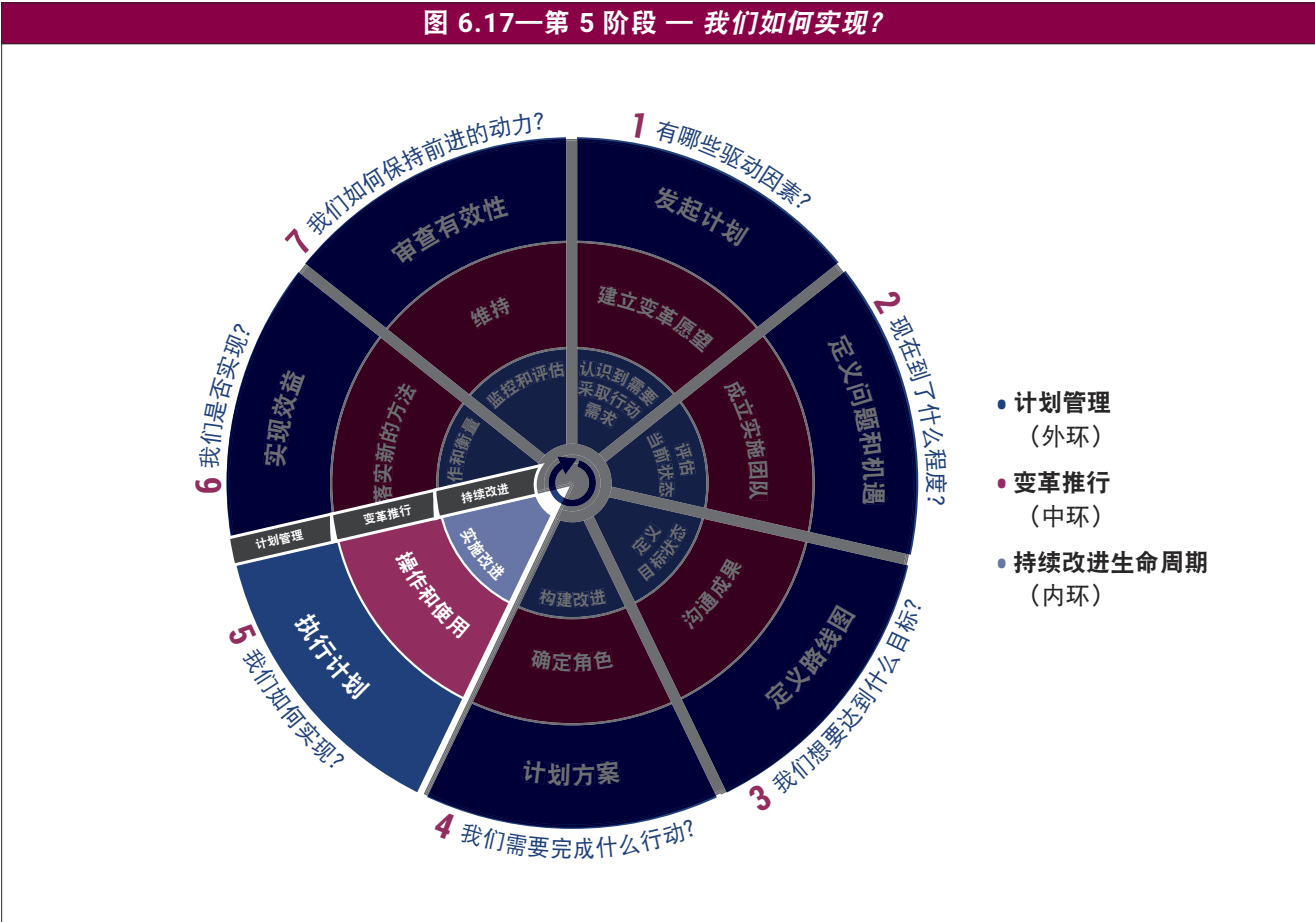 图 6.17—第 5 阶段 — 我们如何实现?
1 有哪些驱动因素?
发起计划
建立变革愿望
认识到需要
采取行动
需求
2 现在到了什么程度?
定义问题和机遇
成立实施团队
评估
当前状态
3 我们想要达到什么目标?
定义路线图
沟通成果
定义
目标状态
4 我们需要完成什么行动?
计划方案
确定角色
构建改进
5 我们如何实现?
执行计划
操作和使用
实施改进
6 我们是否实现?
实现效益
落实新的方法
作和衡量
7 我们如何保持前进的动力?
审查有效性
维持
监控和评估
计划管理
变革推行
持续改进
• 计划管理
（外环）
• 变革推行
（中环）
• 持续改进生命周期
（内环）